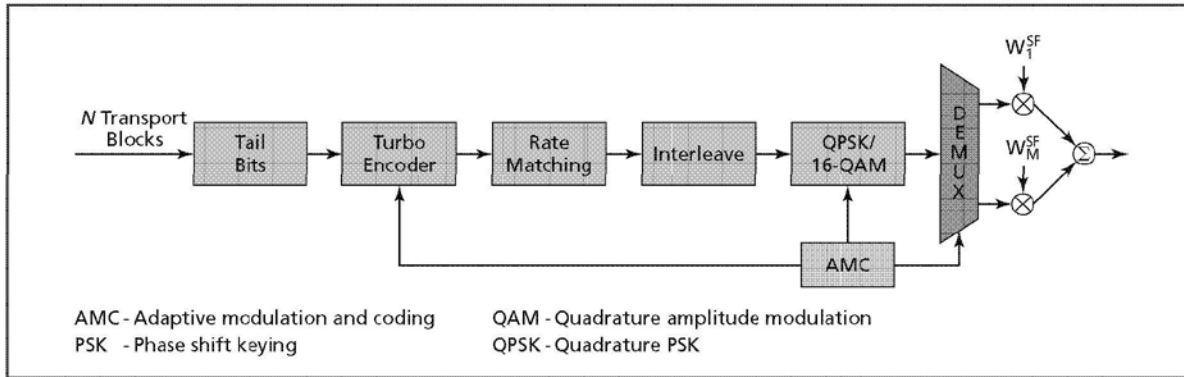 N Transport
Blocks
Tail
Bits
Turbo
Encoder
Rate
Matching
Interleave
QPSK/
16-QAM
DEMUX
W₁^SF
W_M^SF
Σ
AMC
AMC - Adaptive modulation and coding
PSK - Phase shift keying
QAM - Quadrature amplitude modulation
QPSK - Quadrature PSK